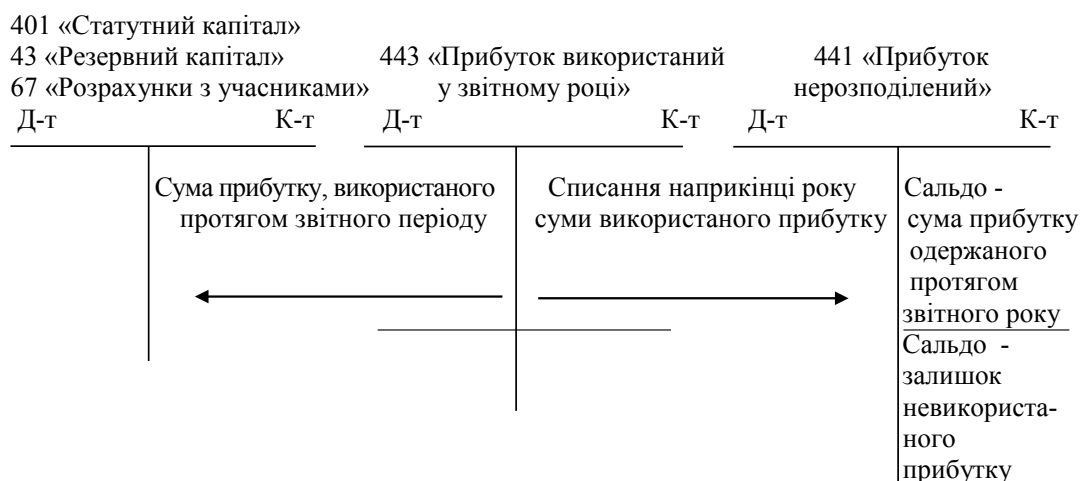 401 «Статутний капітал»
43 «Резервний капітал» 443 «Прибуток використаний 441 «Прибуток
67 «Розрахунки з учасниками» у звітному році» нерозподілений»
Д-т К-т Д-т К-т Д-т К-т
Сума прибутку, використаного
протягом звітного періоду
Списання наприкінці року
суми використаного прибутку
Сальдо -
сума прибутку
одержаного
протягом
звітного року
Сальдо -
залишок
невикориста-
ного
прибутку